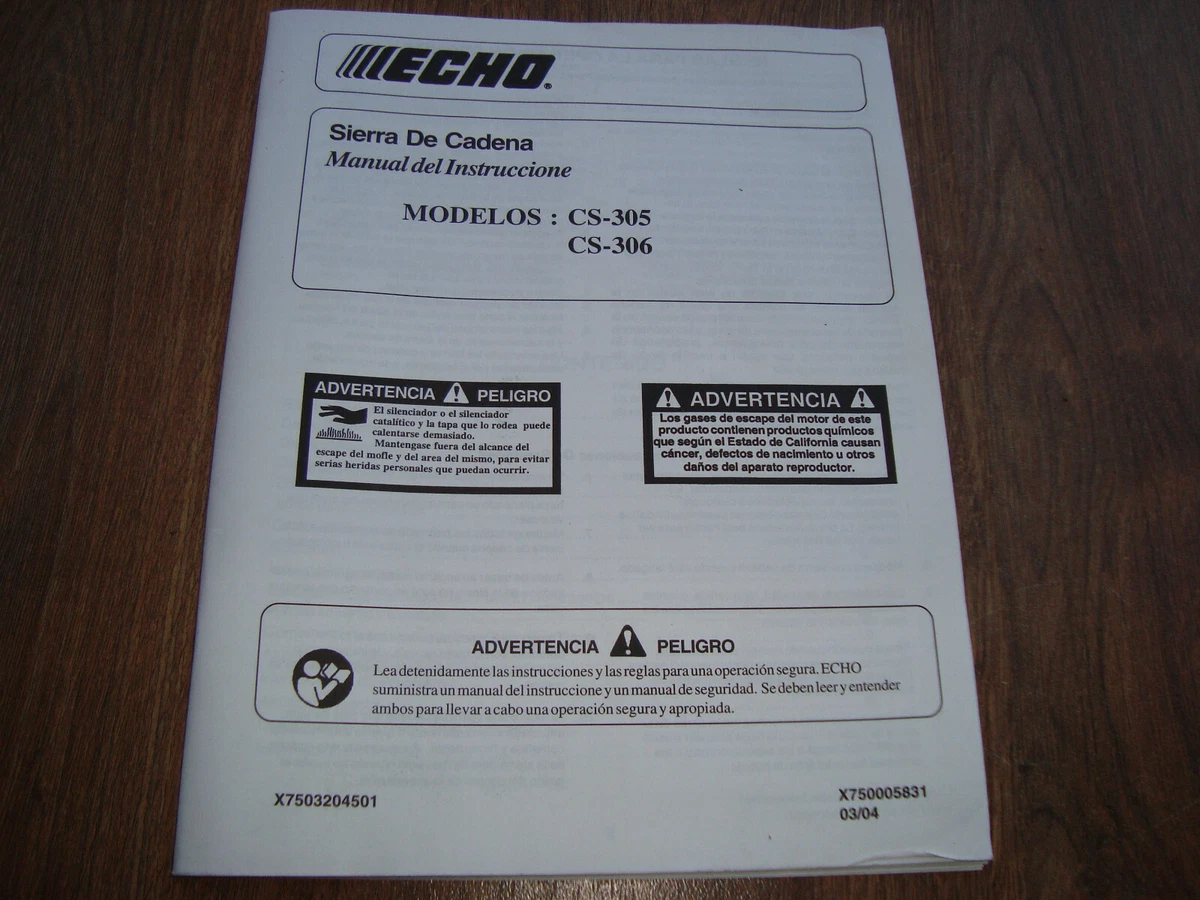 ECHO®
Sierra De Cadena
Manual del Instruccione
MODELOS : CS-305
CS-306
ADVERTENCIA PELIGRO
El silenciador o el silenciador
catalítico y la tapa que lo rodea puede
calentarse demasiado.
Mantengase fuera del alcance del
escape del mofle y del area del mismo, para evitar
serias heridas personales que puedan ocurrir.
ADVERTENCIA
Los gases de escape del motor de este
producto contienen productos químicos
que según el Estado de California causan
cáncer, defectos de nacimiento u otros
daños del aparato reproductor.
ADVERTENCIA PELIGRO
Lea detenidamente las instrucciones y las reglas para una operación segura. ECHO
suministra un manual del instruccione y un manual de seguridad. Se deben leer y entender
ambos para llevar a cabo una operación segura y apropiada.
X7503204501
X750005831
03/04